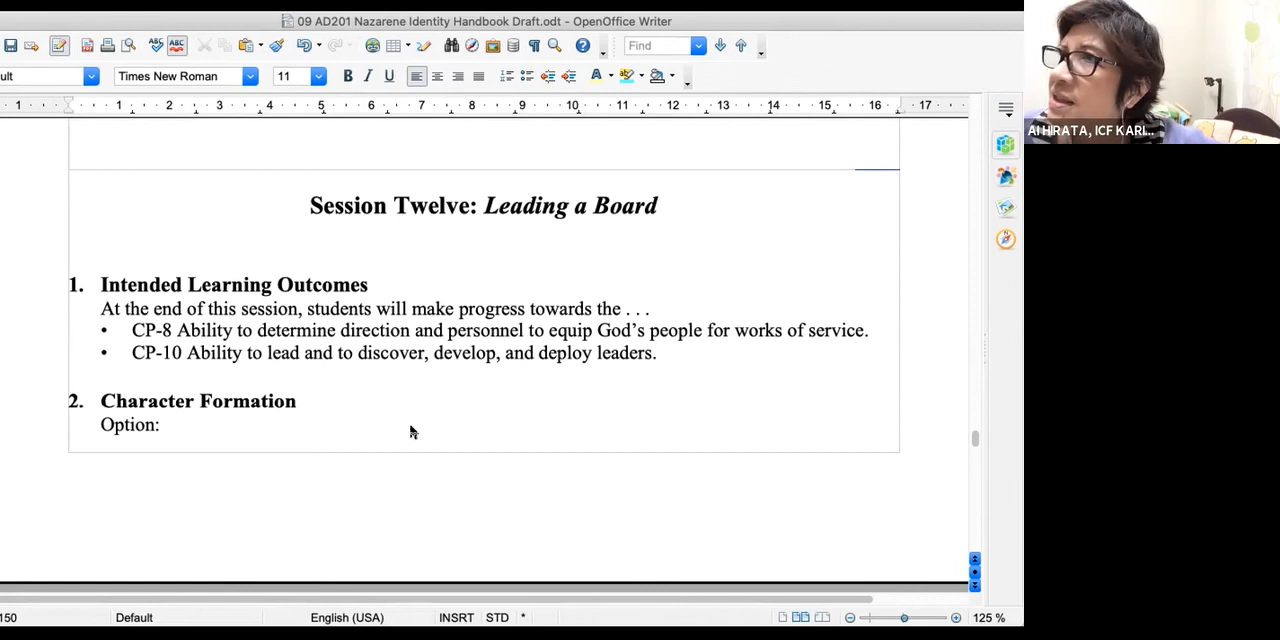 09 AD201 Nazarene Identity Handbook Draft.odt - OpenOffice Writer
Find
ult
Times New Roman
11
B I U
1 1 2 3 4 5 6 7 8 9 10 11 12 13 14 15 16 17
AI HIRATA, ICF KARI...
Session Twelve: Leading a Board
1. Intended Learning Outcomes
At the end of this session, students will make progress towards the . . .
• CP-8 Ability to determine direction and personnel to equip God's people for works of service.
• CP-10 Ability to lead and to discover, develop, and deploy leaders.
2. Character Formation
Option:
150 Default English (USA) INSRT STD * 125 %